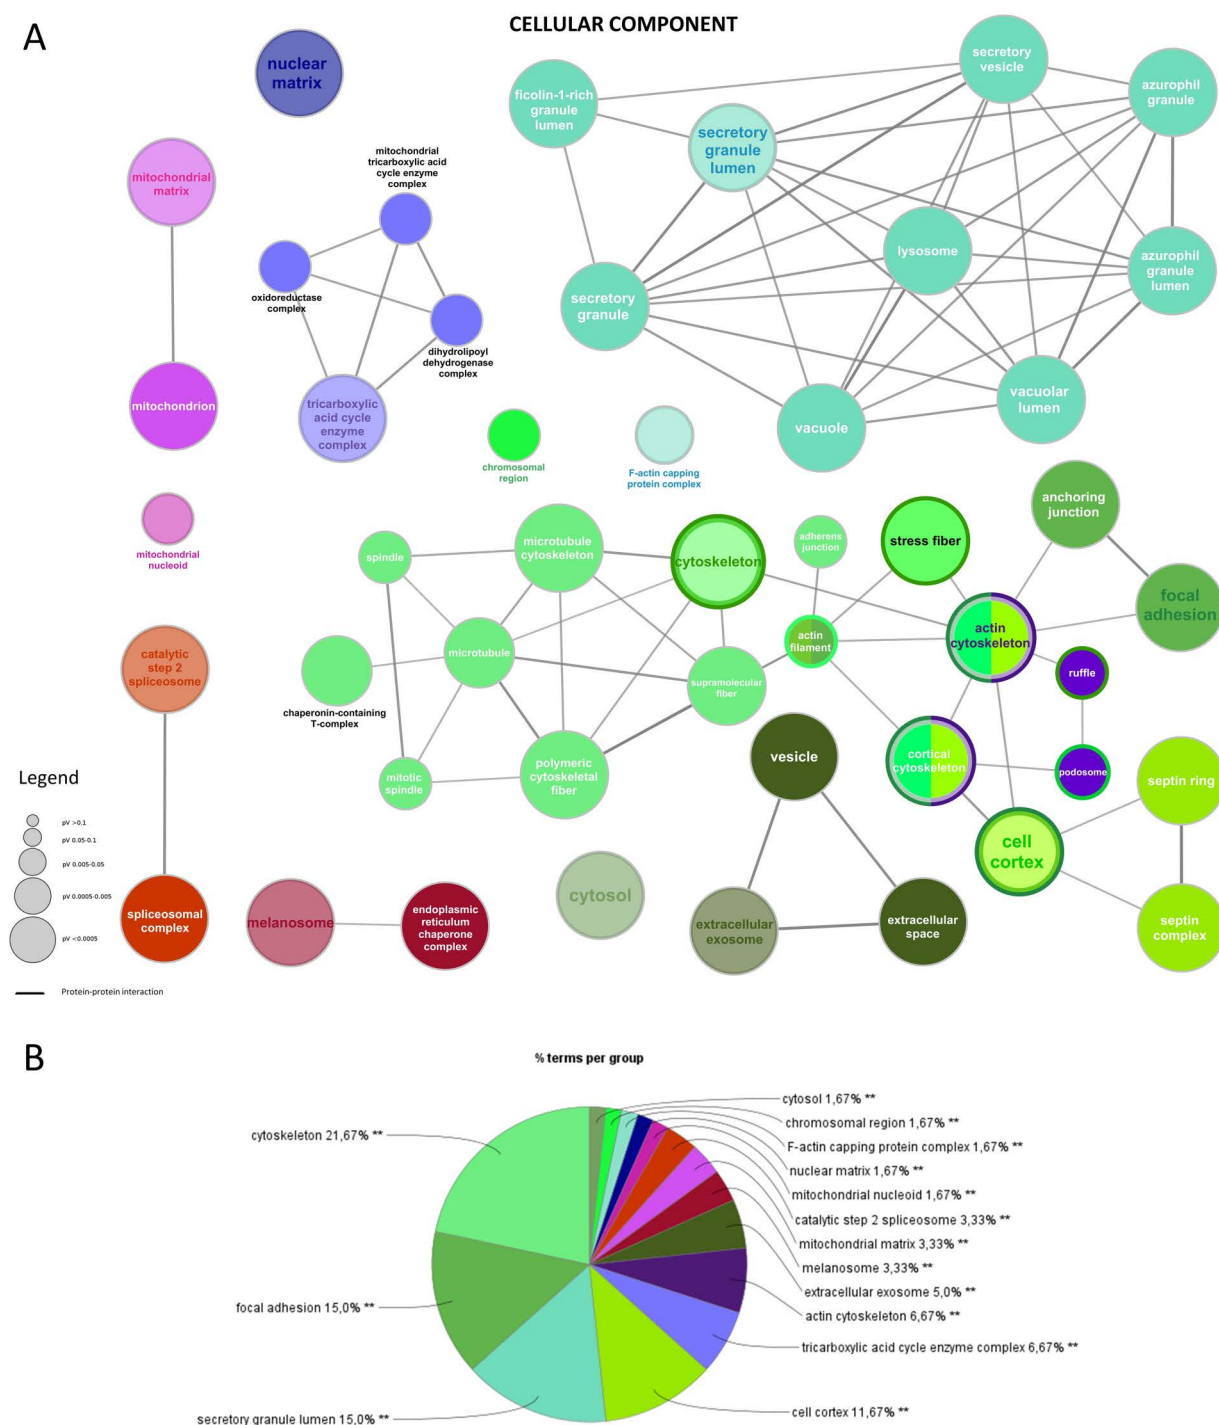 A
CELLULAR COMPONENT
nuclear
matrix
secretory
vesicle
ficolin-1-rich
granule
lumen
azurophil
granule
secretory
granule
lumen
mitochondrial
tricarboxylic acid
cycle enzyme
complex
mitochondrial
matrix
lysosome
azurophil
granule
lumen
oxidoreductase
complex
secretory
granule
dihydrolipoyl
dehydrogenase
complex
mitochondrion
tricarboxylic
acid cycle
enzyme
complex
vacuolar
lumen
vacuole
chromosomal
region
F-actin capping
protein complex
anchoring
junction
mitochondrial
nucleoid
spindle
microtubule
cytoskeleton
cytoskeleton
adherens
junction
stress fiber
focal
adhesion
catalytic
step 2
spliceosome
microtubule
actin
filament
actin
cytoskeleton
ruffle
supramolecular
fiber
chaperonin-containing
T-complex
mitotic
spindle
polymeric
cytoskeletal
fiber
vesicle
cortical
cytoskeleton
podosome
septin ring
Legend
pV >0.1
pV 0.05-0.1
pV 0.005-0.05
pV 0.0005-0.005
pV <0.0005
Protein-protein interaction
cell
cortex
spliceosomal
complex
melanosome
endoplasmic
reticulum
chaperone
complex
cytosol
extracellular
exosome
extracellular
space
septin
complex
B
% terms per group
cytosol 1,67% **
chromosomal region 1,67% **
F-actin capping protein complex 1,67% **
nuclear matrix 1,67% **
mitochondrial nucleoid 1,67% **
catalytic step 2 spliceosome 3,33% **
mitochondrial matrix 3,33% **
melanosome 3,33% **
extracellular exosome 5,0% **
actin cytoskeleton 6,67% **
tricarboxylic acid cycle enzyme complex 6,67% **
cell cortex 11,67% **
secretory granule lumen 15,0% **
focal adhesion 15,0% **
cytoskeleton 21,67% **